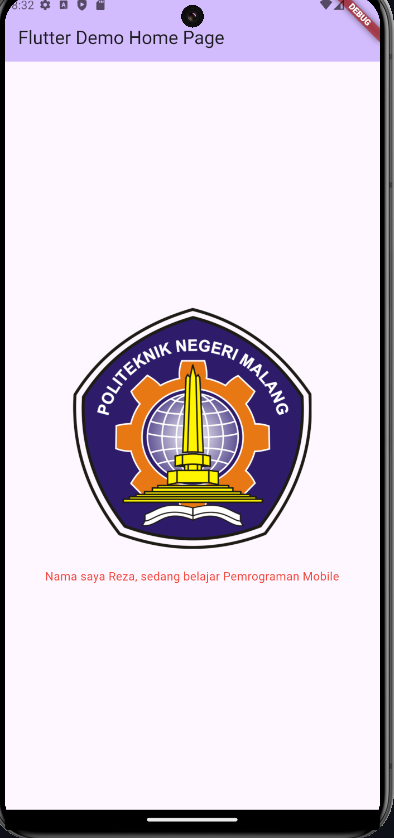 Flutter Demo Home Page
DEBUG
POLITEKNIK NEGERI MALANG
Nama saya Reza, sedang belajar Pemrograman Mobile